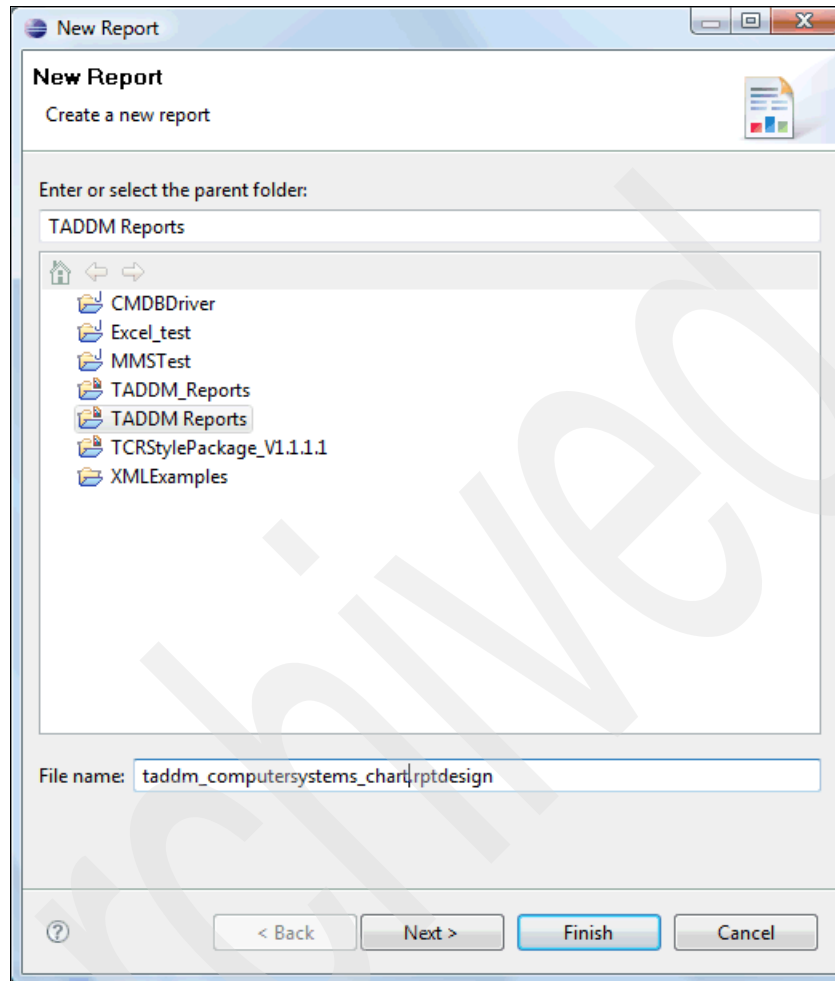 New Report
New Report
Create a new report
Enter or select the parent folder:
TADDM Reports
CMDBDriver
Excel_test
MMSTest
TADDM_Reports
TADDM Reports
TCRStylePackage_V1.1.1.1
XMLExamples
File name: taddm_computersystems_chart.rptdesign
< Back Next > Finish Cancel
rchived